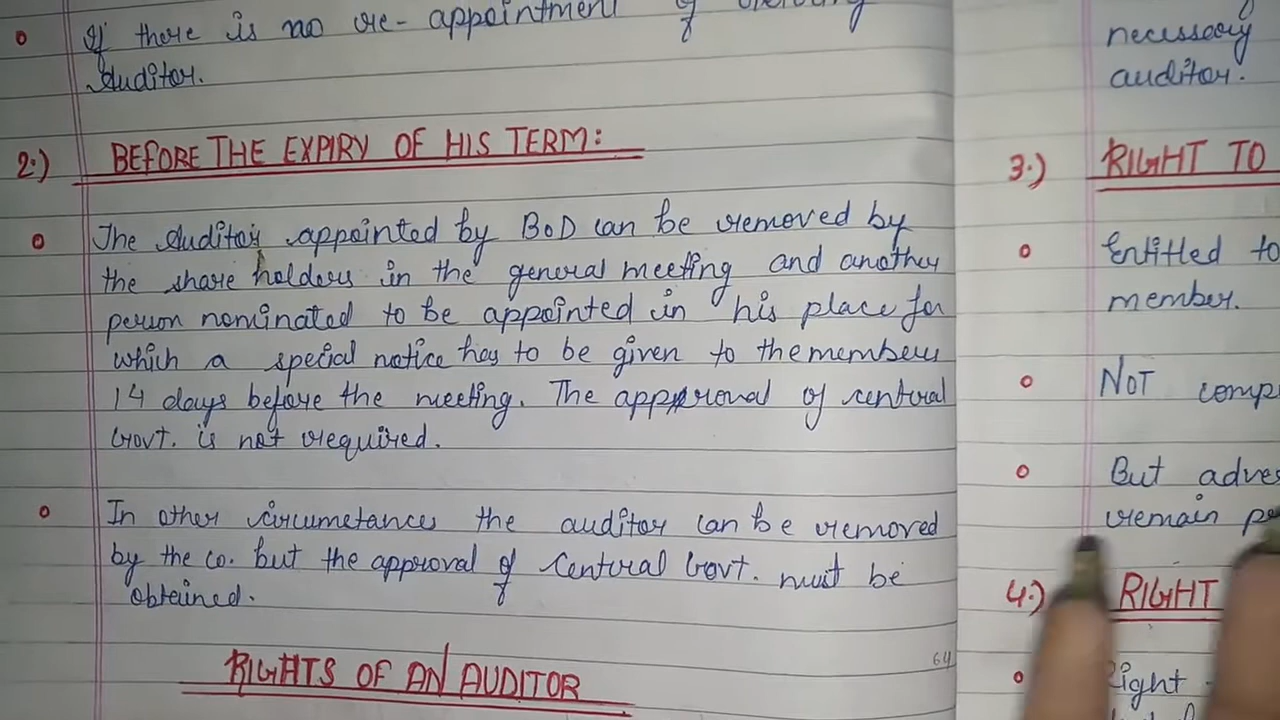 If there is no re-appointment of
Auditor.
2.) BEFORE THE EXPIRY OF HIS TERM:
The Auditor appointed by BOD can be removed by
the share holders in the general meeting and another
person nominated to be appointed in his place for
which a special notice has to be given to the members
14 days before the meeting. The approval of central
Govt. is not required.
In other circumetances the auditor can be removed
by the co. but the approval of Central Govt. must be
obtained.
RIGHTS OF AN AUDITOR
64
necessary
auditor.
3.) RIGHT TO
Entitled to
member.
NOT
But
remain
4.) RIGHT
Right